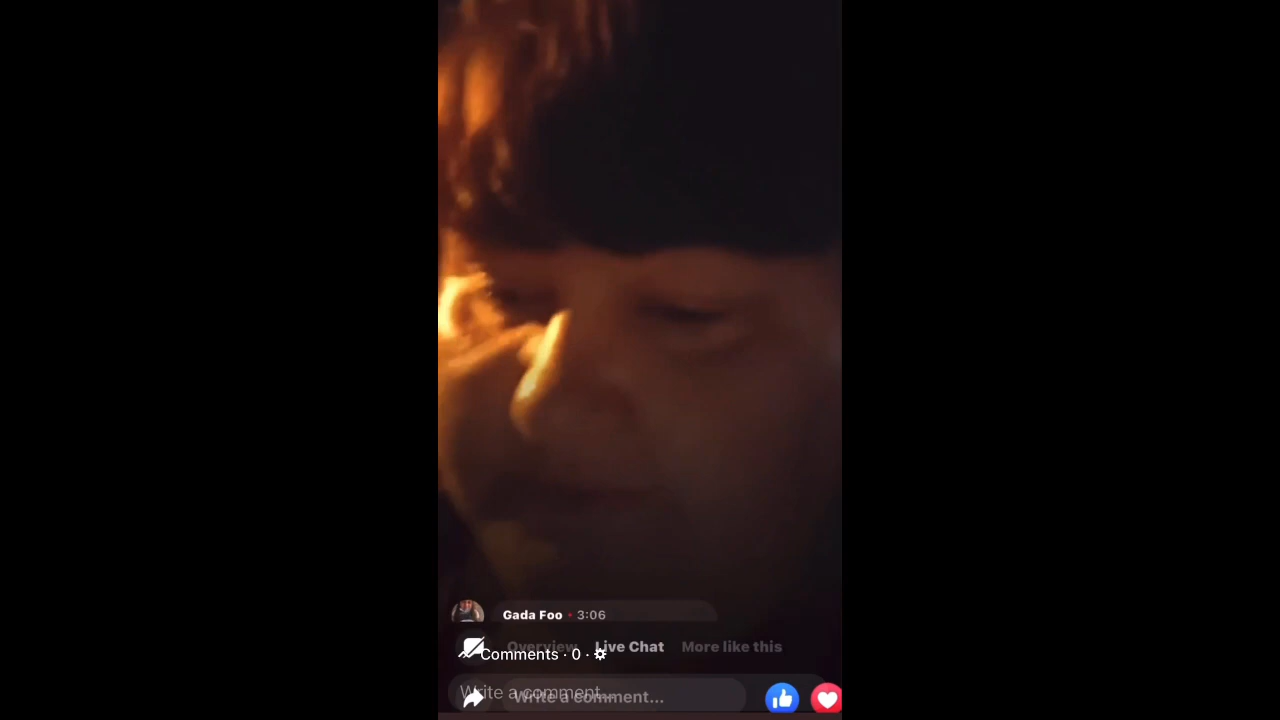 Gada Foo • 3:06
Overview Live Chat More like this
Comments · 0 ·
Write a comment...
Write a comment...